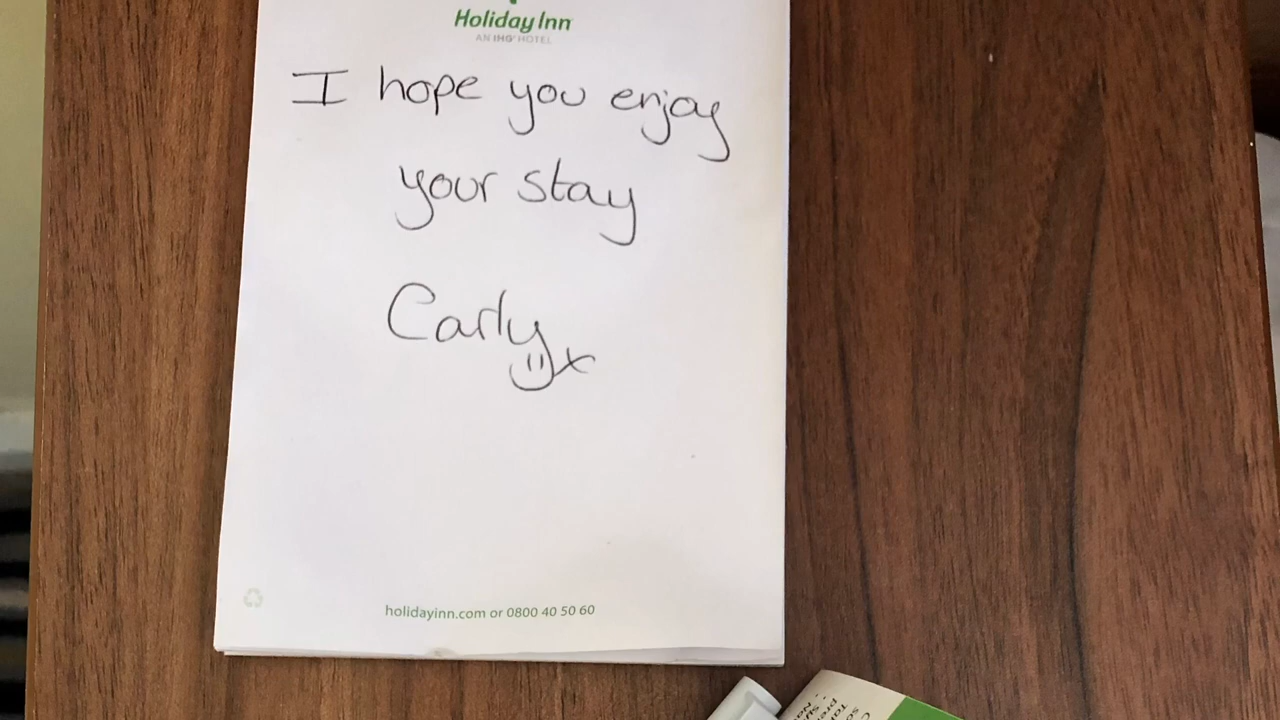 Holiday Inn
AN IHG® HOTEL
I hope you enjoy
your stay
Carly x
holidayinn.com or 0800 40 50 60